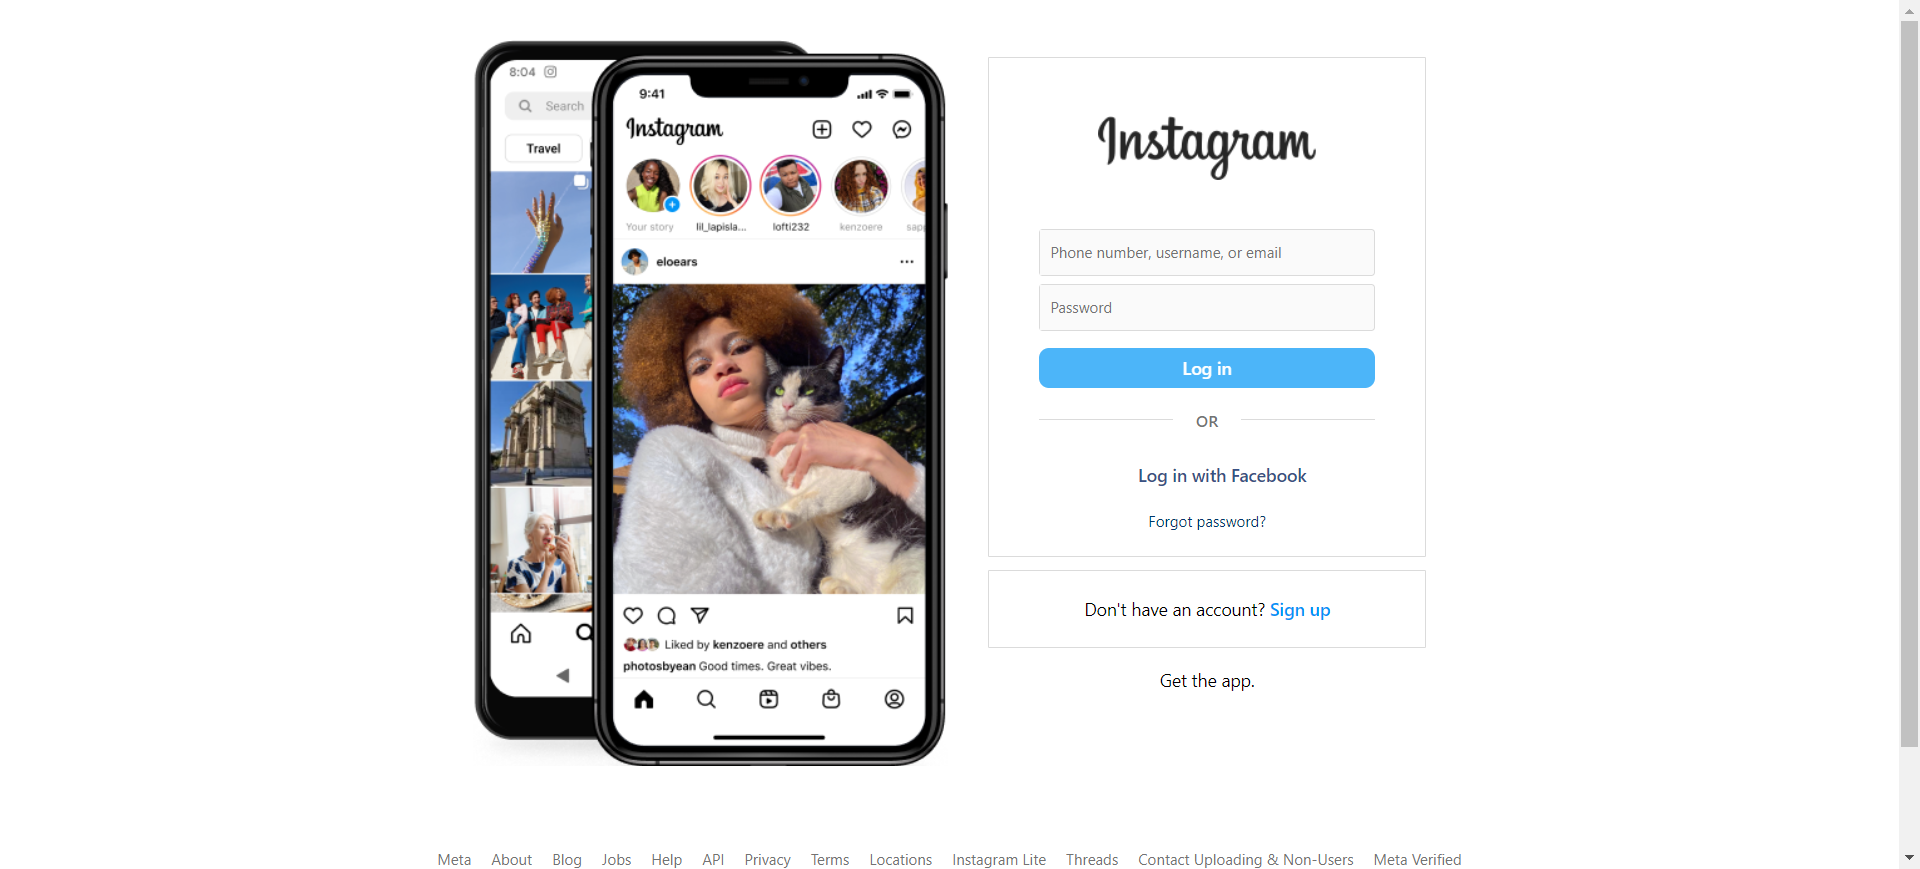 8:04
Search
Travel
9:41
Instagram
Your story
lil_lapisla...
lofti232
kenzoere
sapp
eloears
Liked by kenzoere and others
photosbyean Good times. Great vibes.
Instagram
Phone number, username, or email
Password
Log in
OR
Log in with Facebook
Forgot password?
Don't have an account? Sign up
Get the app.
Meta About Blog Jobs Help API Privacy Terms Locations Instagram Lite Threads Contact Uploading & Non-Users Meta Verified